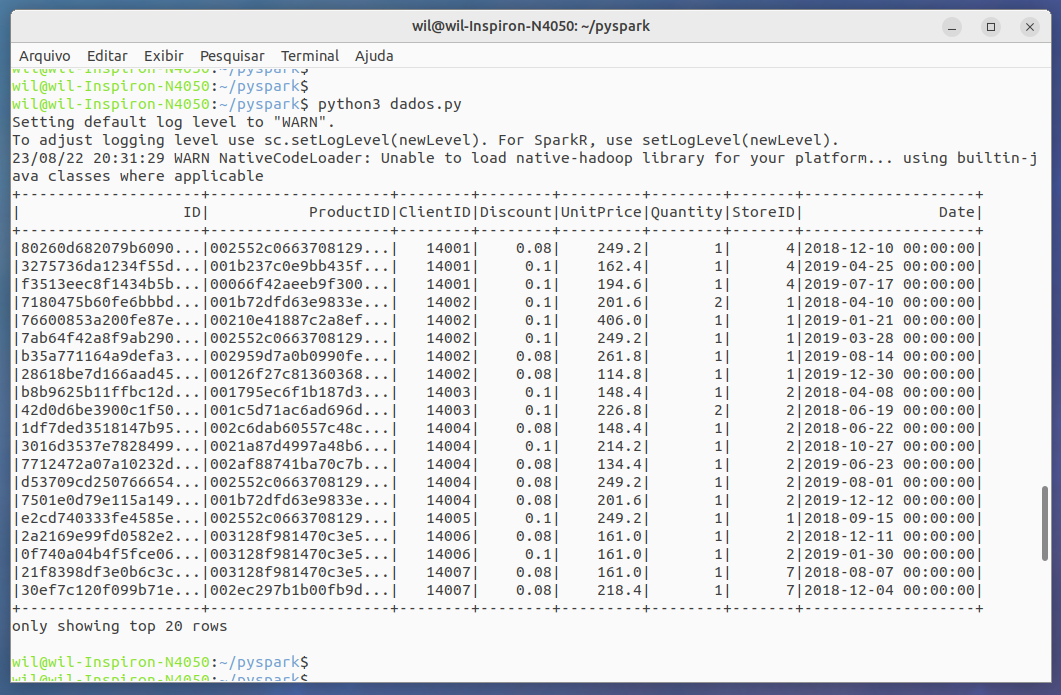 wil@wil-Inspiron-N4050: ~/pyspark
Arquivo Editar Exibir Pesquisar Terminal Ajuda
wil@wil-Inspiron-N4050:~/pyspark$
wil@wil-Inspiron-N4050:~/pyspark$
wil@wil-Inspiron-N4050:~/pyspark$ python3 dados.py
Setting default log level to "WARN".
To adjust logging level use sc.setLogLevel(newLevel). For SparkR, use setLogLevel(newLevel).
23/08/22 20:31:29 WARN NativeCodeLoader: Unable to load native-hadoop library for your platform... using builtin-j
ava classes where applicable
+--------------------+--------------------+--------+--------+---------+--------+-------+-------------------+
|                  ID|           ProductID|ClientID|Discount|UnitPrice|Quantity|StoreID|               Date|
+--------------------+--------------------+--------+--------+---------+--------+-------+-------------------+
|80260d682079b6090...|002552c0663708129...|   14001|    0.08|    249.2|       1|      4|2018-12-10 00:00:00|
|3275736da1234f55d...|001b237c0e9bb435f...|   14001|     0.1|    162.4|       1|      4|2019-04-25 00:00:00|
|f3513eec8f1434b5b...|00066f42aeeb9f300...|   14001|     0.1|    194.6|       1|      4|2019-07-17 00:00:00|
|7180475b60fe6bbbd...|001b72dfd63e9833e...|   14002|     0.1|    201.6|       2|      1|2018-04-10 00:00:00|
|76600853a200fe87e...|00210e41887c2a8ef...|   14002|     0.1|    406.0|       1|      1|2019-01-21 00:00:00|
|7ab64f42a8f9ab290...|002552c0663708129...|   14002|     0.1|    249.2|       1|      1|2019-03-28 00:00:00|
|b35a771164a9defa3...|002959d7a0b0990fe...|   14002|    0.08|    261.8|       1|      1|2019-08-14 00:00:00|
|28618be7d166aad45...|00126f27c81360368...|   14002|    0.08|    114.8|       1|      1|2019-12-30 00:00:00|
|b8b9625b11ffbc12d...|001795ec6f1b187d3...|   14003|     0.1|    148.4|       1|      2|2018-04-08 00:00:00|
|42d0d6be3900c1f50...|001c5d71ac6ad696d...|   14003|     0.1|    226.8|       2|      2|2018-06-19 00:00:00|
|1df7ded3518147b95...|002c6dab60557c48c...|   14004|    0.08|    148.4|       1|      2|2018-06-22 00:00:00|
|3016d3537e7828499...|0021a87d4997a48b6...|   14004|     0.1|    214.2|       1|      2|2018-10-27 00:00:00|
|7712472a07a10232d...|002af88741ba70c7b...|   14004|    0.08|    134.4|       1|      2|2019-06-23 00:00:00|
|d53709cd250766654...|002552c0663708129...|   14004|    0.08|    249.2|       1|      2|2019-08-01 00:00:00|
|7501e0d79e115a149...|001b72dfd63e9833e...|   14004|    0.08|    201.6|       1|      2|2019-12-12 00:00:00|
|e2cd740333fe4585e...|002552c0663708129...|   14005|     0.1|    249.2|       1|      1|2018-09-15 00:00:00|
|2a2169e99fd0582e2...|003128f981470c3e5...|   14006|    0.08|    161.0|       1|      2|2018-12-11 00:00:00|
|0f740a04b4f5fce06...|003128f981470c3e5...|   14006|     0.1|    161.0|       1|      2|2019-01-30 00:00:00|
|21f8398df3e0b6c3c...|003128f981470c3e5...|   14007|    0.08|    161.0|       1|      7|2018-08-07 00:00:00|
|30ef7c120f099b71e...|002ec297b1b00fb9d...|   14007|    0.08|    218.4|       1|      7|2018-12-04 00:00:00|
+--------------------+--------------------+--------+--------+---------+--------+-------+-------------------+
only showing top 20 rows
wil@wil-Inspiron-N4050:~/pyspark$
wil@wil-Inspiron-N4050:~/pyspark$